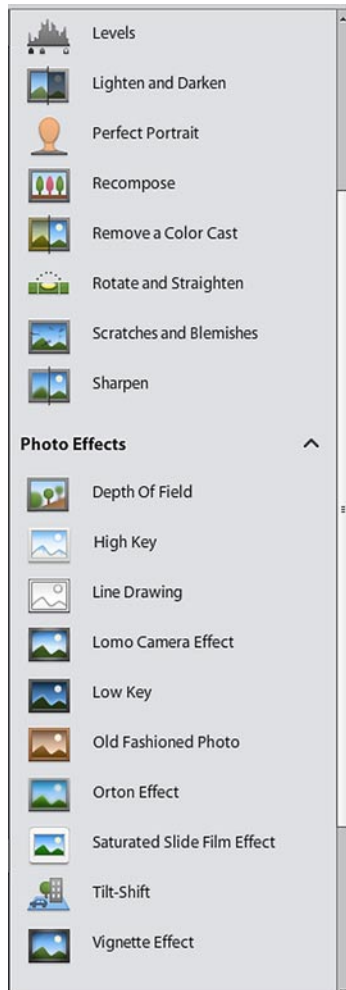 Levels
Lighten and Darken
Perfect Portrait
Recompose
Remove a Color Cast
Rotate and Straighten
Scratches and Blemishes
Sharpen
Photo Effects
Depth Of Field
High Key
Line Drawing
Lomo Camera Effect
Low Key
Old Fashioned Photo
Orton Effect
Saturated Slide Film Effect
Tilt-Shift
Vignette Effect